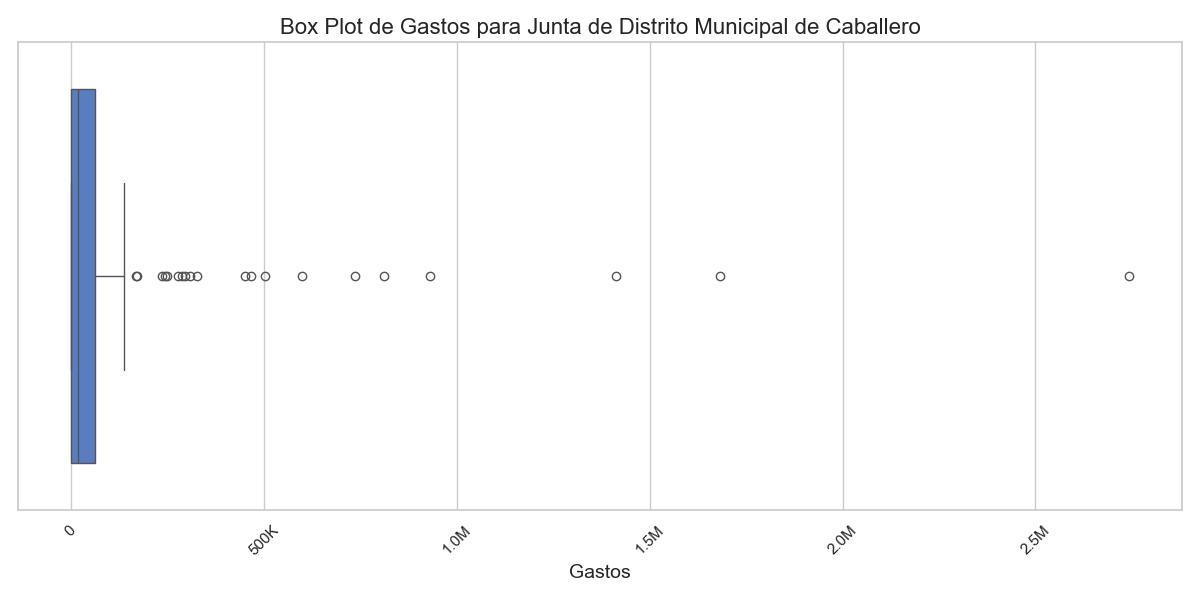 Box Plot de Gastos para Junta de Distrito Municipal de Caballero
0
500K
1.0M
1.5M
2.0M
2.5M
Gastos